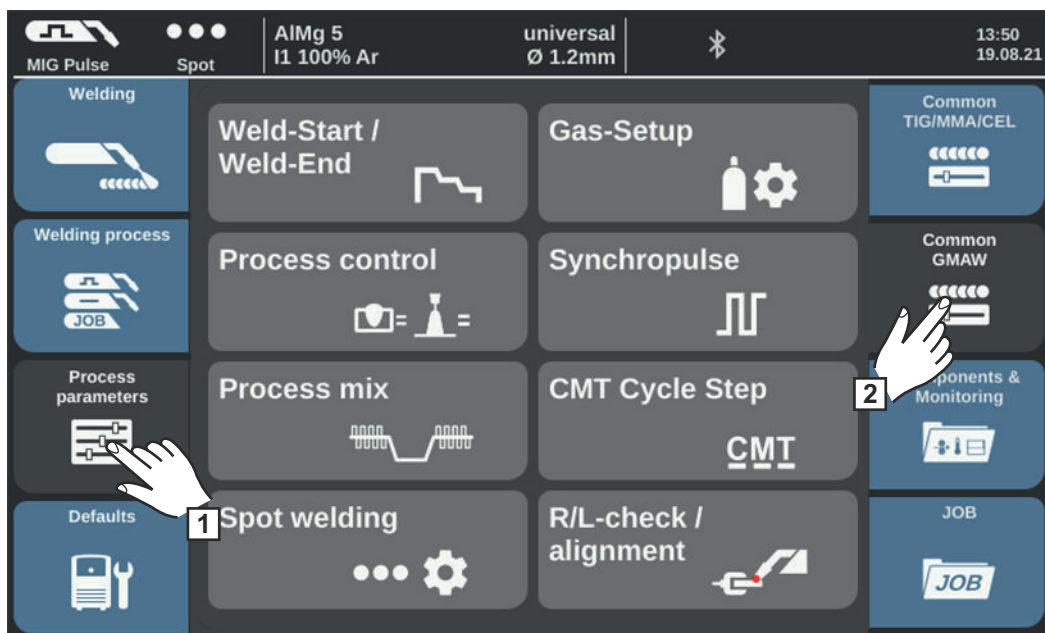 MIG Pulse
Spot
AlMg 5
I1 100% Ar
universal
Ø 1.2mm
13:50
19.08.21
Welding
Welding process
JOB
Process
parameters
Defaults
Weld-Start /
Weld-End
Gas-Setup
Process control
= =
Synchropulse
Process mix
CMT Cycle Step
CMT
Spot welding
R/L-check /
alignment
Common
TIG/MMA/CEL
Common
GMAW
Monitoring
JOB
JOB
1
2